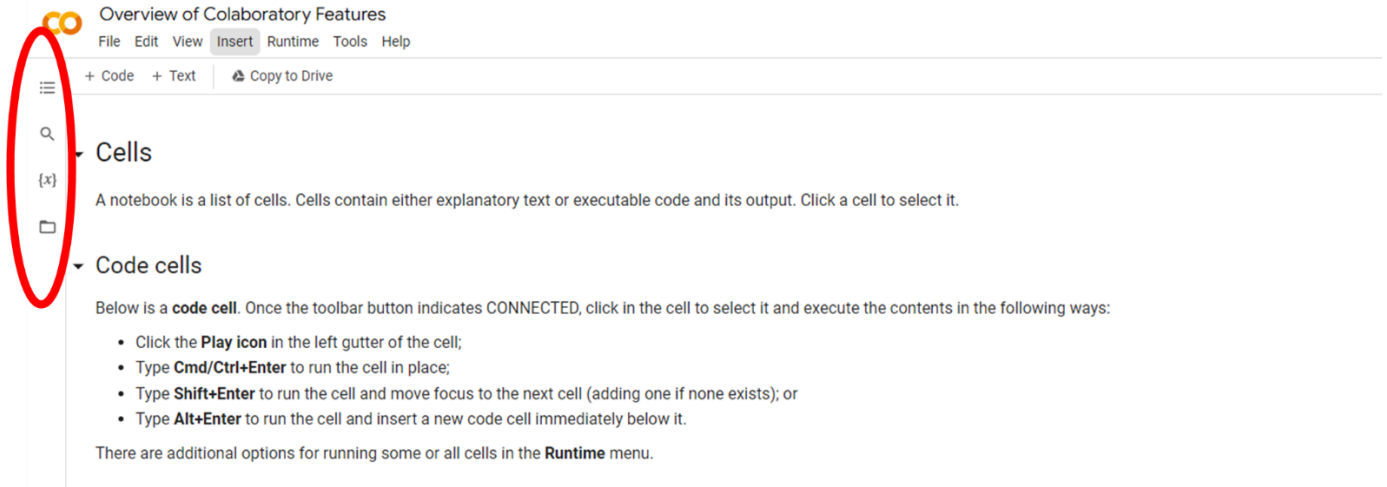 CO
Overview of Colaboratory Features
File Edit View Insert Runtime Tools Help
+ Code + Text Copy to Drive
{x}
Cells
A notebook is a list of cells. Cells contain either explanatory text or executable code and its output. Click a cell to select it.
Code cells
Below is a code cell. Once the toolbar button indicates CONNECTED, click in the cell to select it and execute the contents in the following ways:
• Click the Play icon in the left gutter of the cell;
• Type Cmd/Ctrl+Enter to run the cell in place;
• Type Shift+Enter to run the cell and move focus to the next cell (adding one if none exists); or
• Type Alt+Enter to run the cell and insert a new code cell immediately below it.
There are additional options for running some or all cells in the Runtime menu.